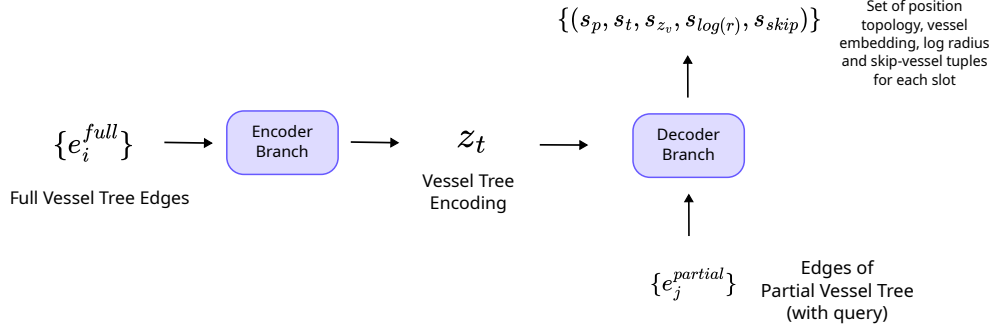 {(s_p, s_t, s_{z_v}, s_{log(r)}, s_{skip})}
Set of position
topology, vessel
embedding, log radius
and skip-vessel tuples
for each slot
{e_i^{full}}
Full Vessel Tree Edges
Encoder
Branch
z_t
Vessel Tree
Encoding
Decoder
Branch
{e_j^{partial}}
Edges of
Partial Vessel Tree
(with query)